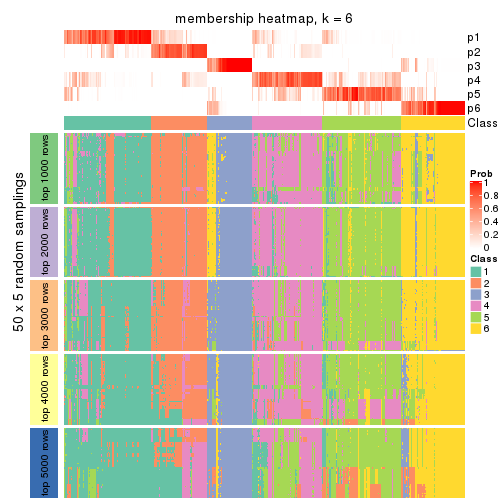 membership heatmap, k = 6
p1
p2
p3
p4
p5
p6
Class
50 x 5 random samplings
top 1000 rows
top 2000 rows
top 3000 rows
top 4000 rows
top 5000 rows
Prob
1
0.8
0.6
0.4
0.2
0
Class
1
2
3
4
5
6